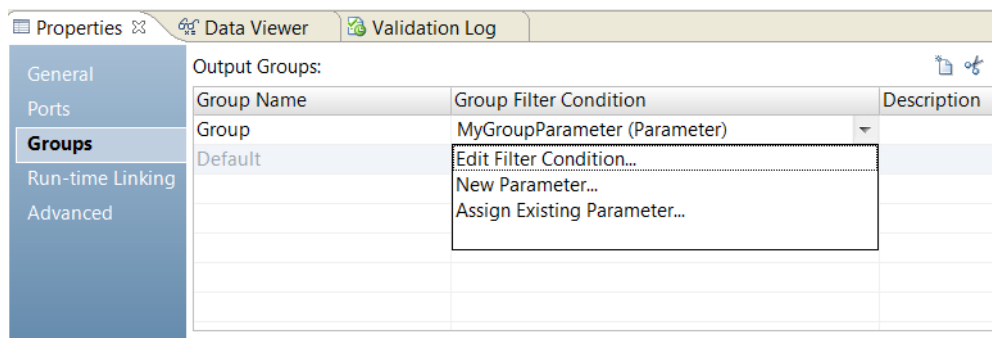 Properties Data Viewer Validation Log
General Output Groups:
Ports Group Name Group Filter Condition Description
Groups Group MyGroupParameter (Parameter)
Default Edit Filter Condition...
Run-time Linking New Parameter...
Advanced Assign Existing Parameter...